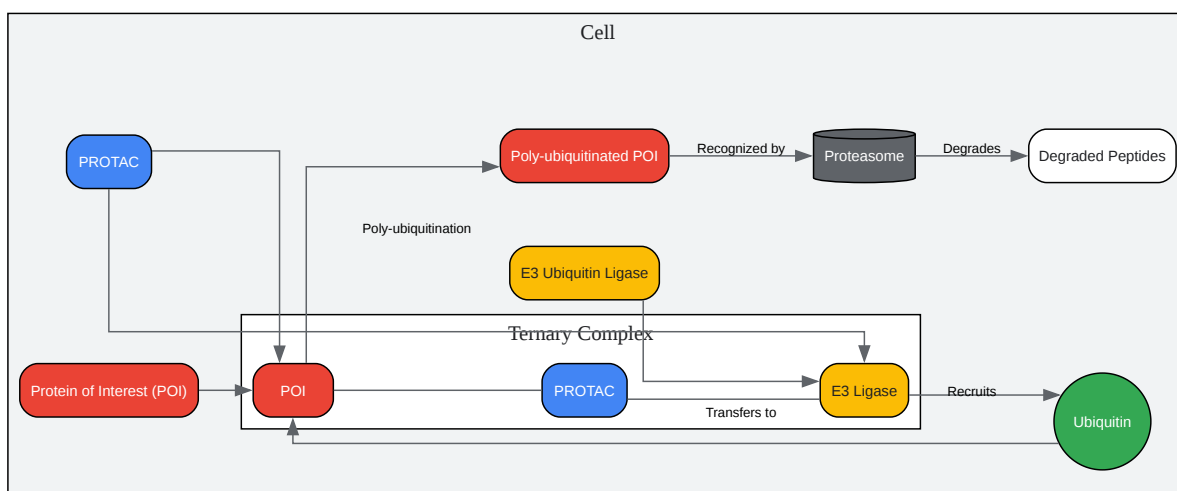 Cell
PROTAC
Poly-ubiquitinated POI
Recognized by
Proteasome
Degrades
Degraded Peptides
Poly-ubiquitination
E3 Ubiquitin Ligase
Ternary Complex
Protein of Interest (POI)
POI
PROTAC
Transfers to
E3 Ligase
Recruits
Ubiquitin